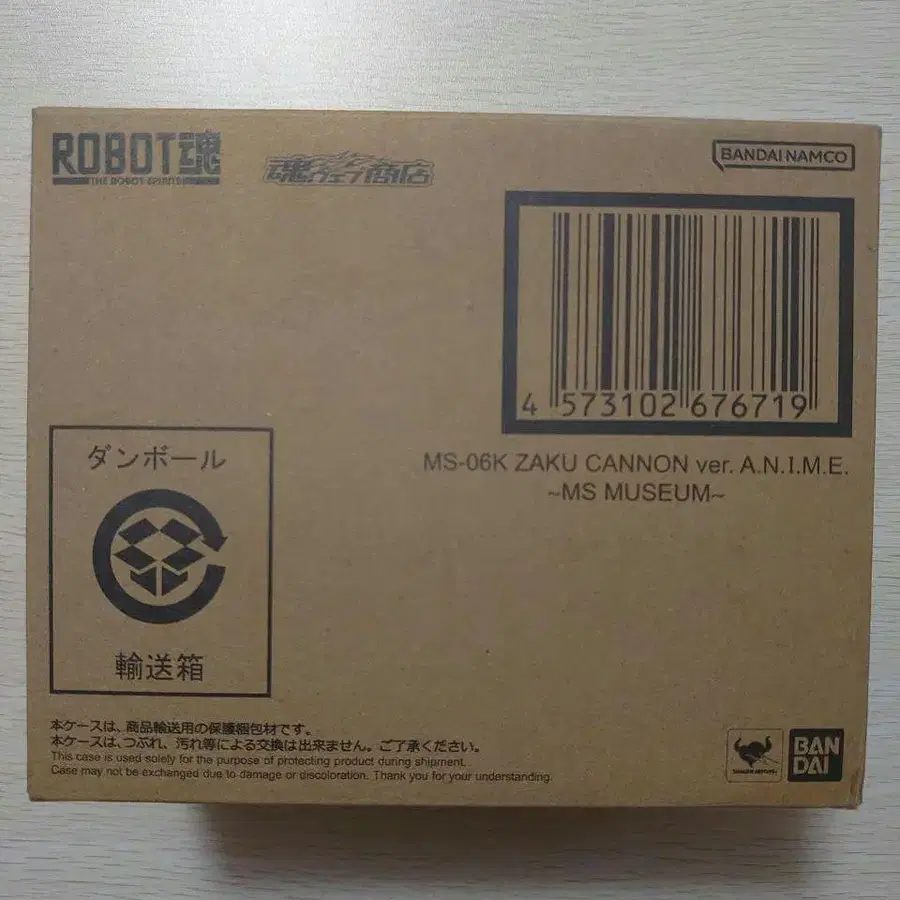 ROBOT魂
THE ROBOT SPIRITS
魂ウェブ商店
BANDAI NAMCO
4 573102 676719
MS-06K ZAKU CANNON ver. A.N.I.M.E.
~MS MUSEUM~
ダンボール
輸送箱
本ケースは、商品輸送用の保護梱包材です。
本ケースは、つぶれ、汚れ等による交換は出来ません。ご了承ください。
This case is used solely for the purpose of protecting product during shipment.
Case may not be exchanged due to damage or discoloration. Thank you for your understanding.
BAN
DAI